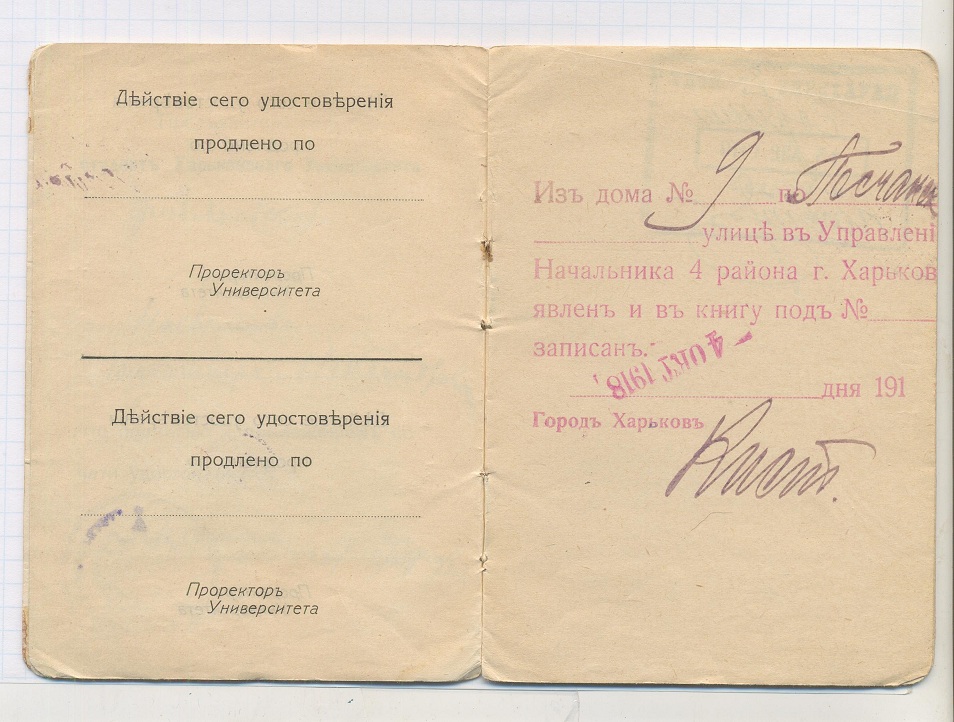 Дѣйствіе сего удостовѣренія
продлено по
Проректоръ
Университета
Дѣйствіе сего удостовѣренія
продлено по
Проректоръ
Университета
Изъ дома № 9 по
улицѣ въ Управлені
Начальника 4 района г. Харьков
явленъ и въ книгу подъ №
записанъ.
- 4 ОКТ 1918
дня 191
Городъ Харьковъ